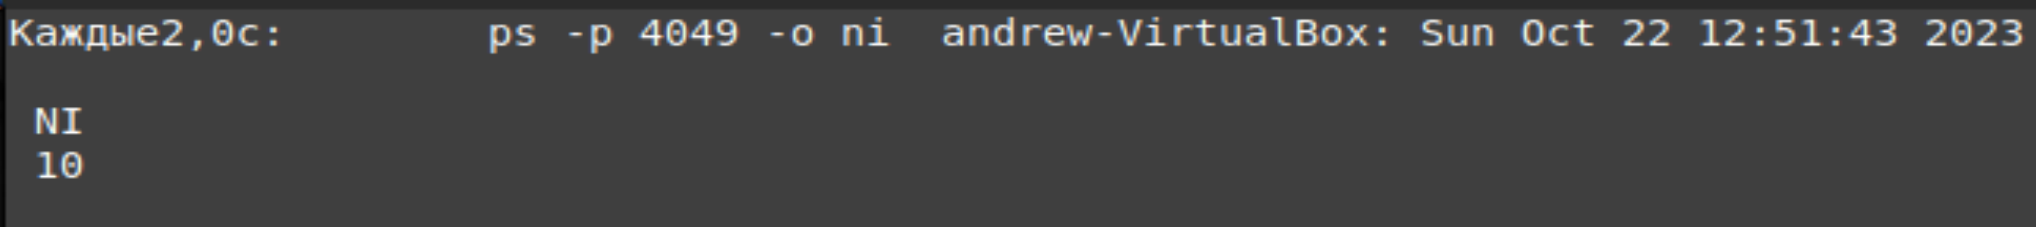 Каждые2,0с: ps -p 4049 -o ni andrew-VirtualBox: Sun Oct 22 12:51:43 2023
NI
10